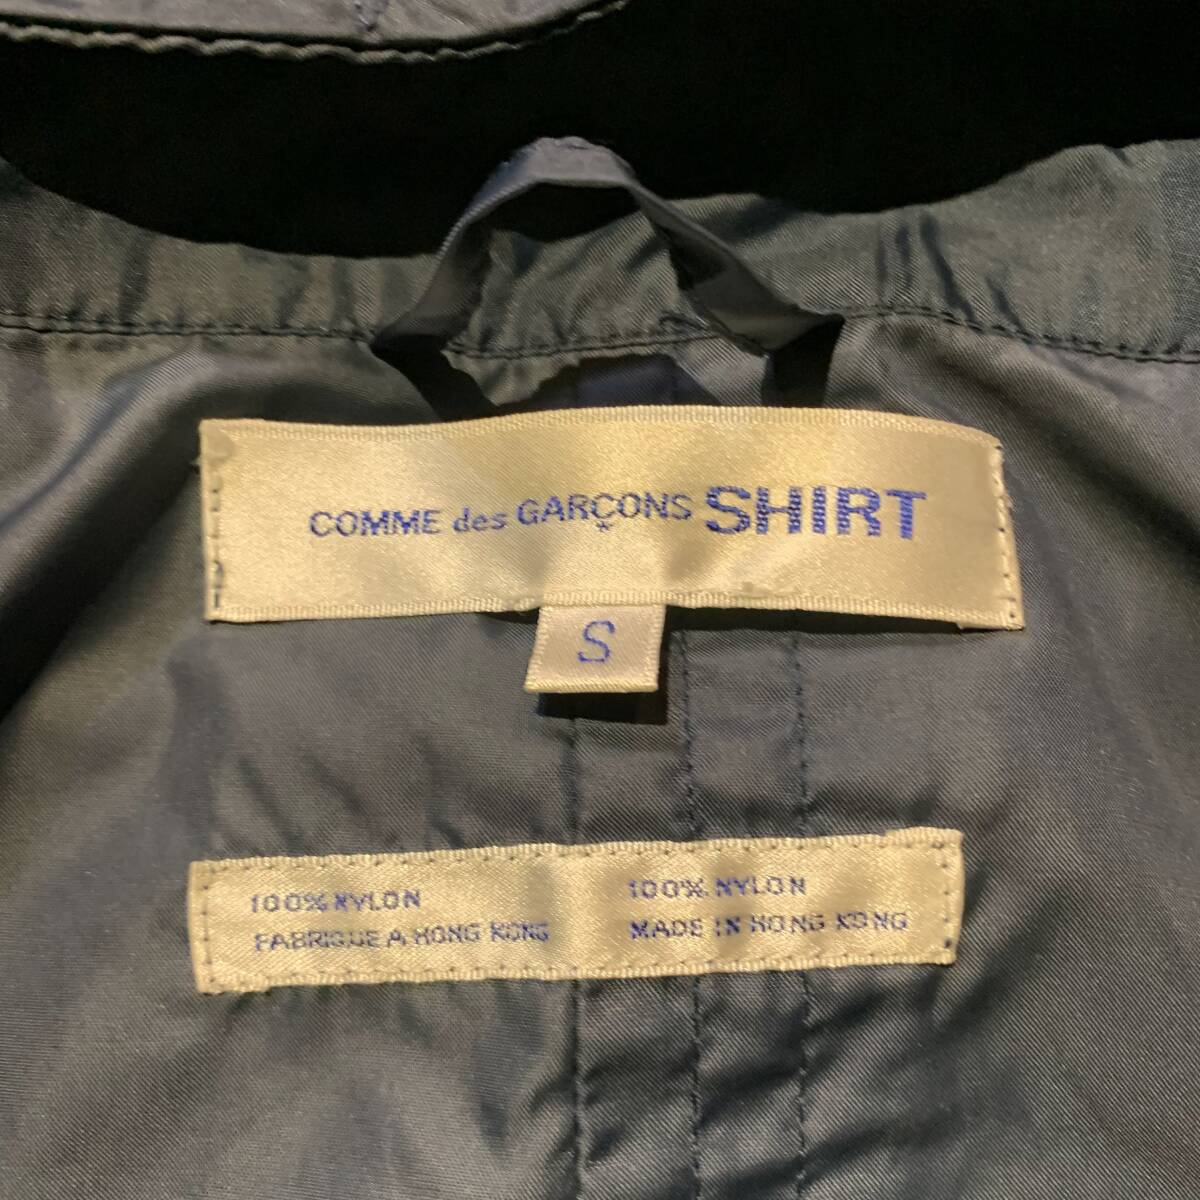 COMME des GARÇONS SHIRT
S
100% NYLON
FABRIQUE A HONG KONG
100% NYLON
MADE IN HONG KONG